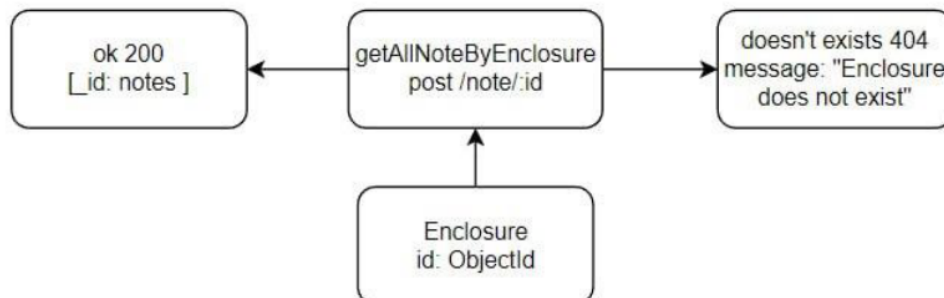 ok 200
[_id: notes ]
getAllNoteByEnclosure
post /note/:id
doesn't exists 404
message: "Enclosure
does not exist"
Enclosure
id: ObjectId